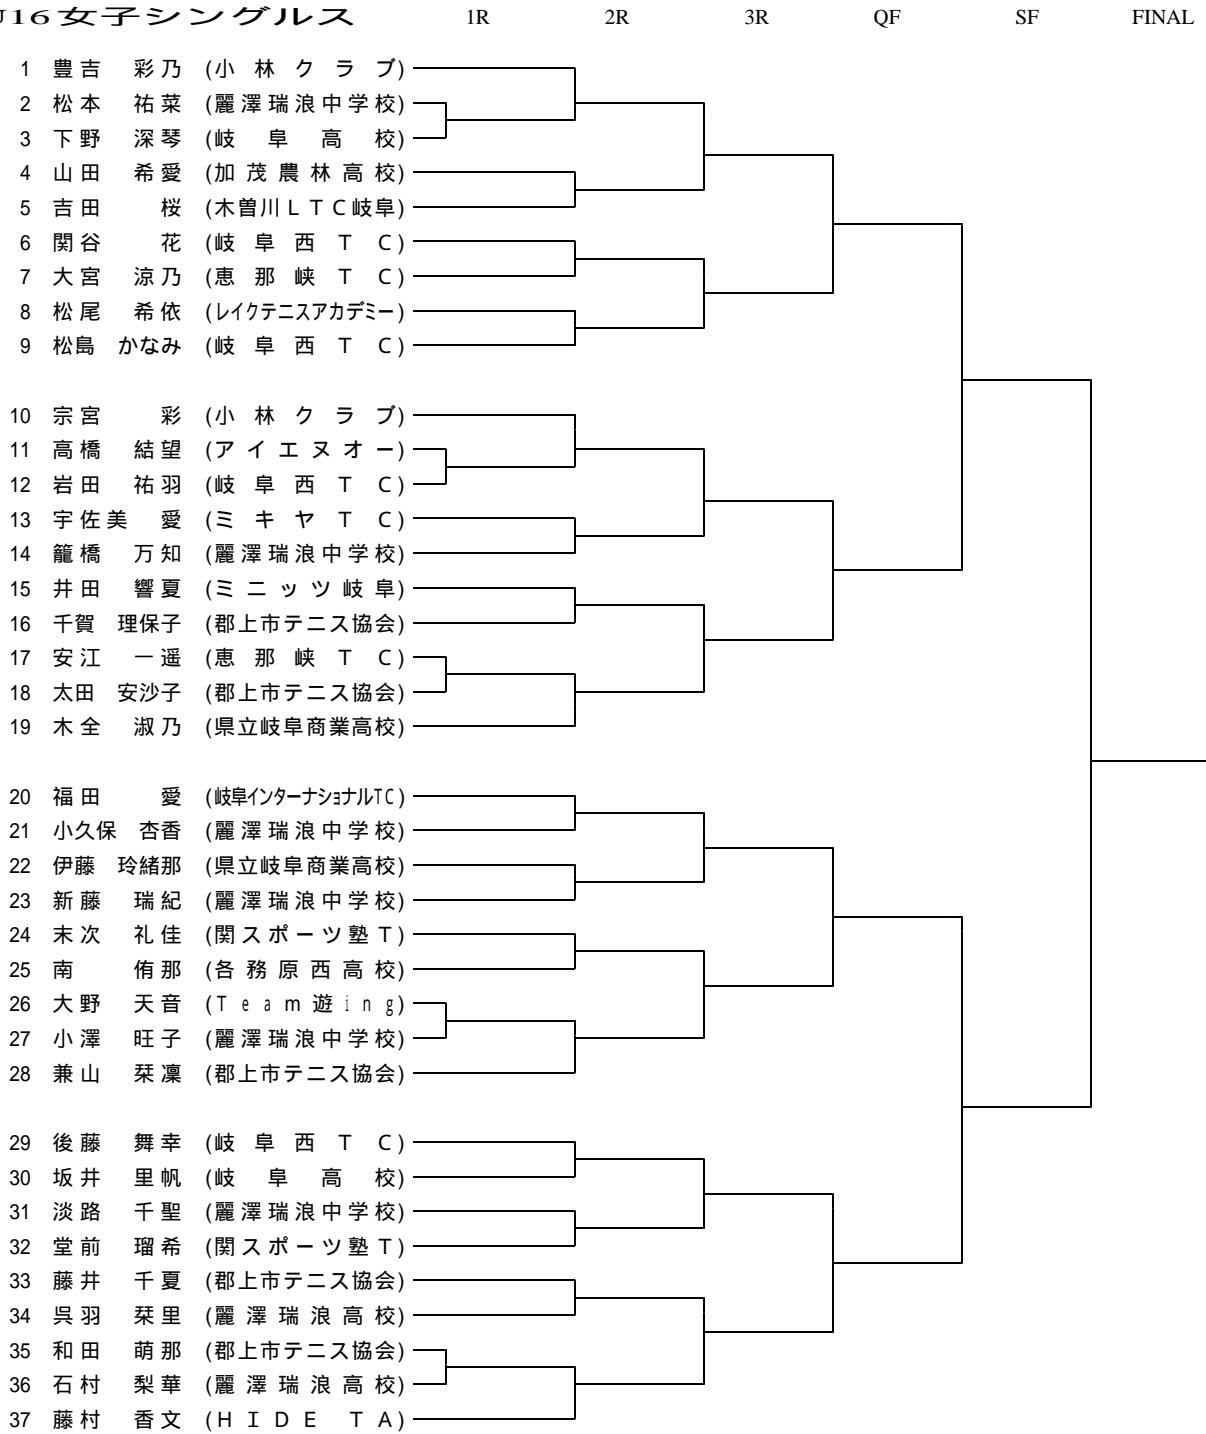 U16女子シングルス 1R 2R 3R QF SF FINAL
1 豊吉 彩乃 (小林クラブ)
2 松本 祐菜 (麗澤瑞浪中学校)
3 下野 深琴 (岐阜高校)
4 山田 希愛 (加茂農林高校)
5 吉田 桜 (木曽川LTC岐阜)
6 関谷 花 (岐阜西TC)
7 大宮 涼乃 (恵那峡TC)
8 松尾 希依 (レイクテニスアカデミー)
9 松島 かなみ (岐阜西TC)
10 宗宮 彩 (小林クラブ)
11 高橋 結望 (アイエヌオー)
12 岩田 祐羽 (岐阜西TC)
13 宇佐美 愛 (ミキヤTC)
14 籠橋 万知 (麗澤瑞浪中学校)
15 井田 響夏 (ミニッツ岐阜)
16 千賀 理保子 (郡上市テニス協会)
17 安江 一遥 (恵那峡TC)
18 太田 安沙子 (郡上市テニス協会)
19 木全 淑乃 (県立岐阜商業高校)
20 福田 愛 (岐阜インターナショナルTC)
21 小久保 杏香 (麗澤瑞浪中学校)
22 伊藤 玲緒那 (県立岐阜商業高校)
23 新藤 瑞紀 (麗澤瑞浪中学校)
24 末次 礼佳 (関スポーツ塾T)
25 南 侑那 (各務原西高校)
26 大野 天音 (Team遊ing)
27 小澤 旺子 (麗澤瑞浪中学校)
28 兼山 栞凜 (郡上市テニス協会)
29 後藤 舞幸 (岐阜西TC)
30 坂井 里帆 (岐阜高校)
31 淡路 千聖 (麗澤瑞浪中学校)
32 堂前 瑠希 (関スポーツ塾T)
33 藤井 千夏 (郡上市テニス協会)
34 呉羽 栞里 (麗澤瑞浪高校)
35 和田 萌那 (郡上市テニス協会)
36 石村 梨華 (麗澤瑞浪高校)
37 藤村 香文 (HIDE TA)